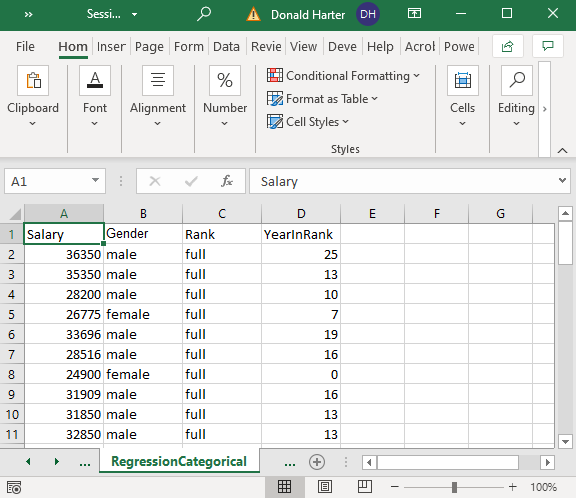 Sessi... Donald Harter DH
File Hom Inser Page Form Data Revie View Deve Help Acrol Powe
Conditional Formatting
Format as Table
Cell Styles
Clipboard Font Alignment Number Cells Editing
Styles
A1 fx Salary
A B C D E F G
1 Salary Gender Rank YearInRank
2 36350 male full 25
3 35350 male full 13
4 28200 male full 10
5 26775 female full 7
6 33696 male full 19
7 28516 male full 16
8 24900 female full 0
9 31909 male full 16
10 31850 male full 13
11 32850 male full 13
... RegressionCategorical ...
100%